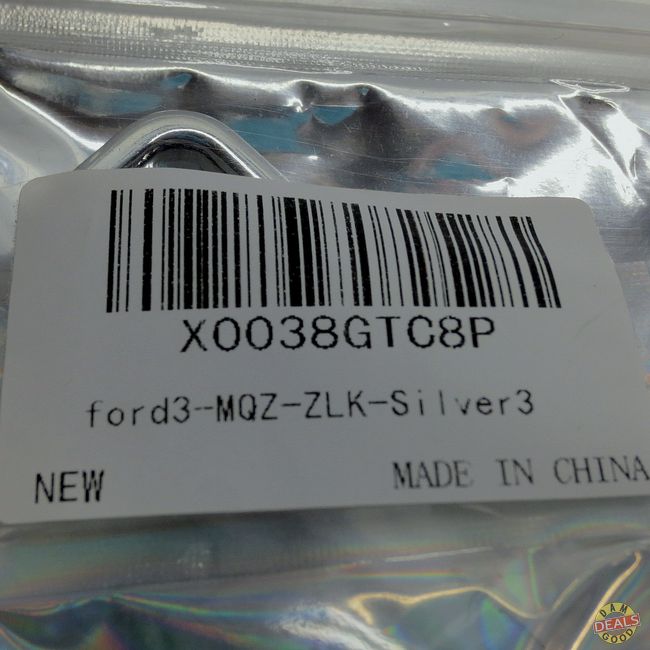 X0038GTC8P
ford3-MQZ-ZLK-Silver3
NEW
MADE IN CHINA
DAM
DEALS
GOOD